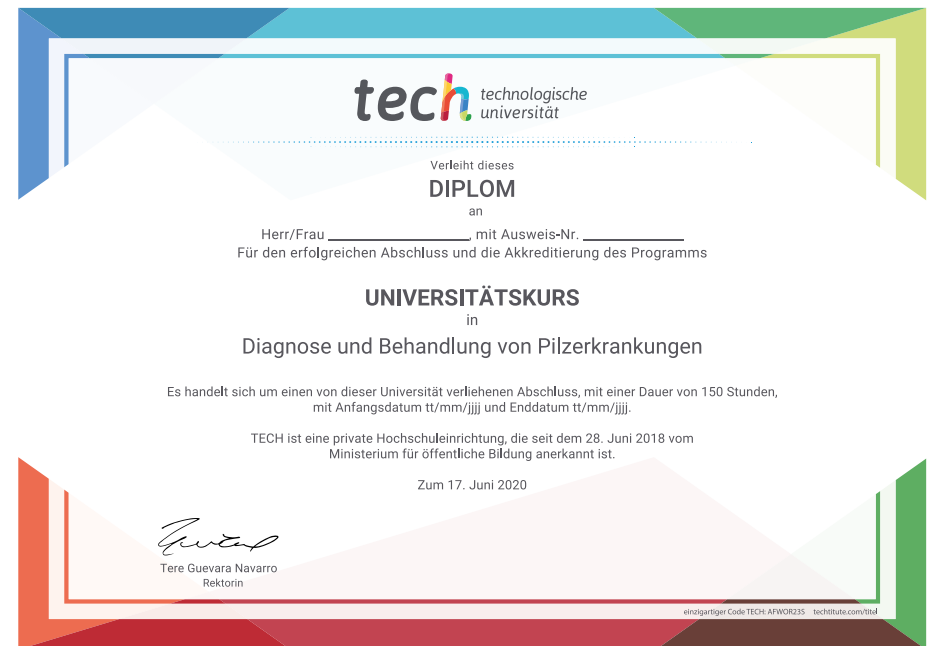 tech technologische
universität
Verleiht dieses
DIPLOM
an
Herr/Frau ____________________, mit Ausweis-Nr. ______________
Für den erfolgreichen Abschluss und die Akkreditierung des Programms
UNIVERSITÄTSKURS
in
Diagnose und Behandlung von Pilzerkrankungen
Es handelt sich um einen von dieser Universität verliehenen Abschluss, mit einer Dauer von 150 Stunden,
mit Anfangsdatum tt/mm/jjjj und Enddatum tt/mm/jjjj.
TECH ist eine private Hochschuleinrichtung, die seit dem 28. Juni 2018 vom
Ministerium für öffentliche Bildung anerkannt ist.
Zum 17. Juni 2020
Tere Guevara Navarro
Rektorin
einzigartiger Code TECH: AFWOR23S techtitute.com/titel